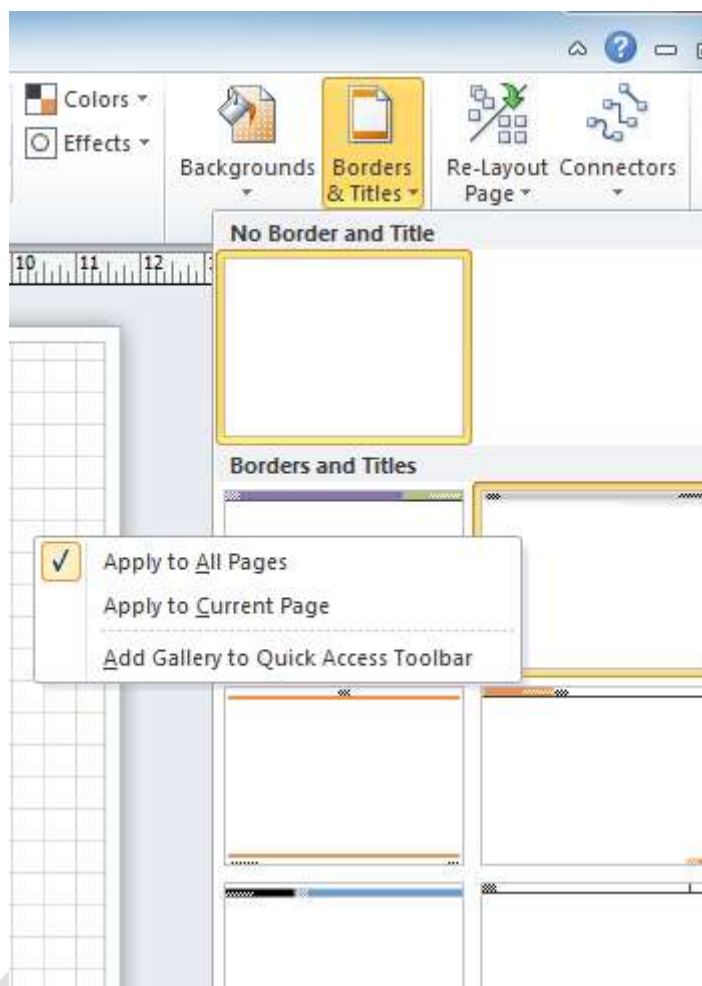 Colors
Effects
Backgrounds
Borders
& Titles
Re-Layout
Page
Connectors
No Border and Title
10 11 12
Borders and Titles
Apply to All Pages
Apply to Current Page
Add Gallery to Quick Access Toolbar